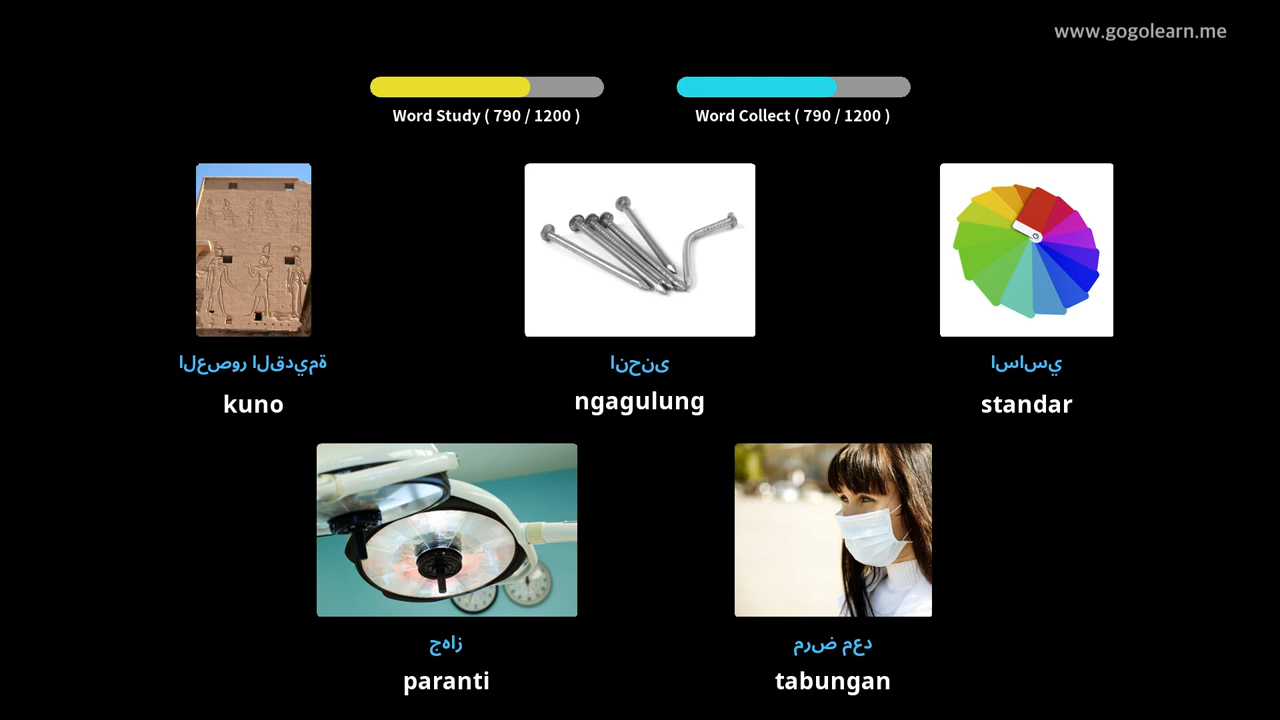 www.gogolearn.me
Word Study ( 790 / 1200 )
Word Collect ( 790 / 1200 )
العصور القديمة
انحنى
اساسي
kuno
ngagulung
standar
جهاز
مرض معد
paranti
tabungan